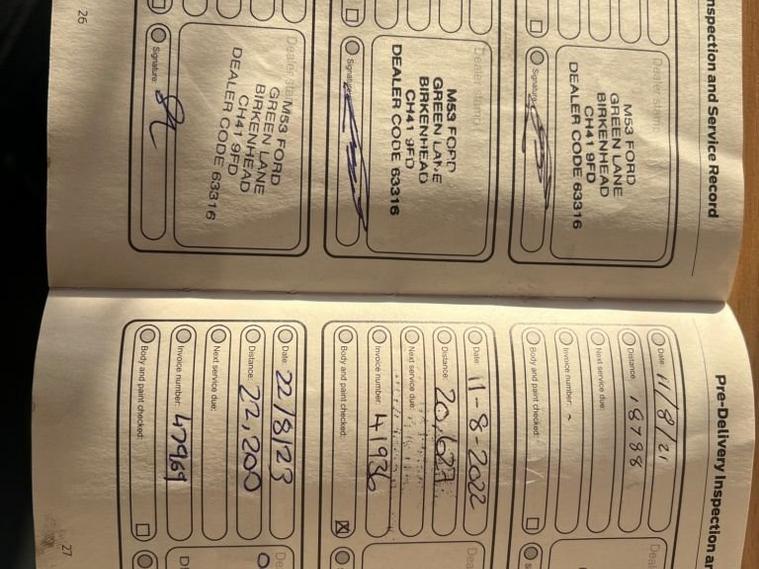 nspection and Service Record
Dealer stamp
M53 FORD
GREEN LANE
BIRKENHEAD
CH41 9FD
DEALER CODE 63316
Signature:
Dealer stamp
M53 FORD
GREEN LANE
BIRKENHEAD
CH41 9FD
DEALER CODE 63316
Signature:
Dealer stamp
M53 FORD
GREEN LANE
BIRKENHEAD
CH41 9FD
DEALER CODE 63316
Signature:
26
Pre-Delivery Inspection an
Date: 11/8/21
Distance: 18788
Next service due:
Invoice number: ~
Body and paint checked:
Deal
Date: 11-8-2022
Distance: 20,627
Next service due:
Invoice number: 41936
Body and paint checked:
Deal
Date: 22/8/23
Distance: 22,200
Next service due:
Invoice number: 47969
Body and paint checked:
De
27